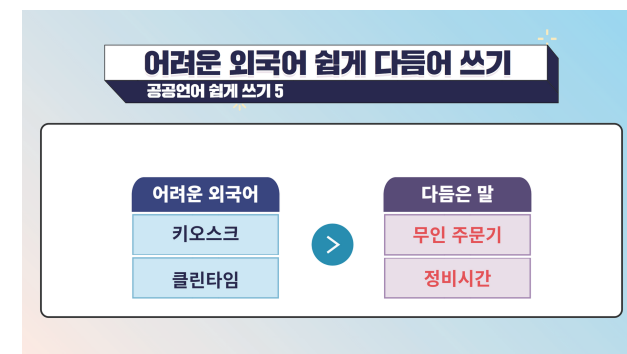 어려운 외국어 쉽게 다듬어 쓰기
공공언어 쉽게 쓰기 5
어려운 외국어
다듬은 말
키오스크
>
무인 주문기
클린타임
정비시간